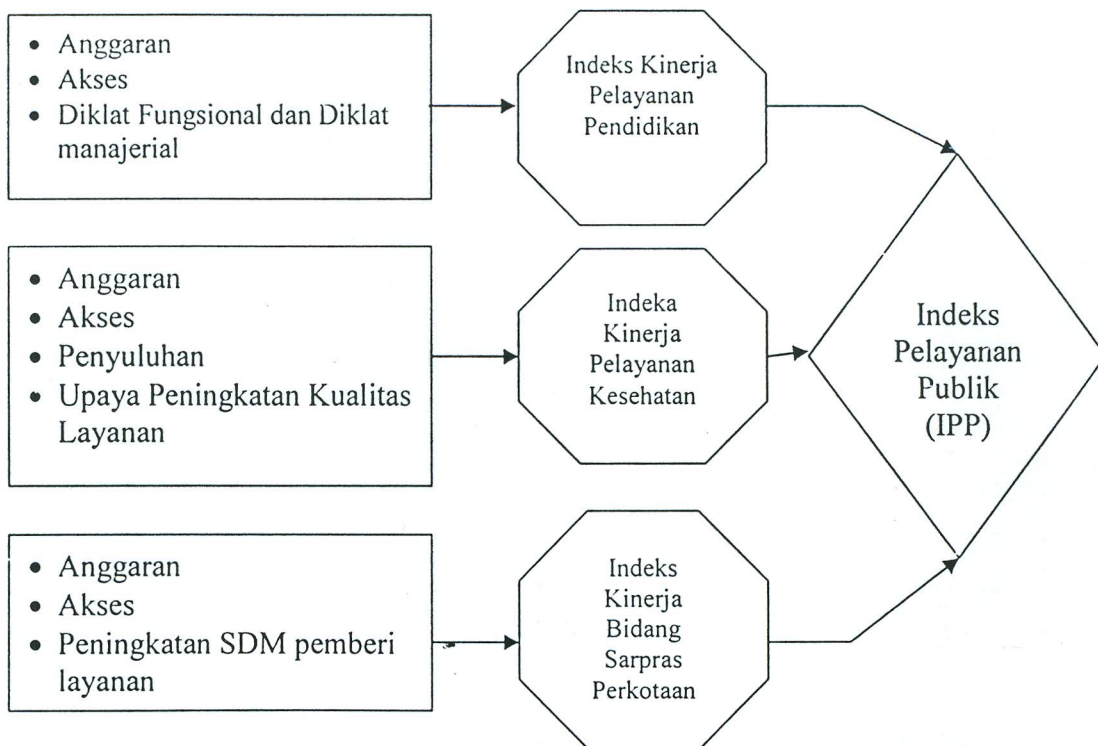 • Anggaran
• Akses
• Diklat Fungsional dan Diklat
manajerial
Indeks Kinerja
Pelayanan
Pendidikan
• Anggaran
• Akses
• Penyuluhan
• Upaya Peningkatan Kualitas
Layanan
Indeka
Kinerja
Pelayanan
Kesehatan
• Anggaran
• Akses
• Peningkatan SDM pemberi
layanan
Indeks
Kinerja
Bidang
Sarpras
Perkotaan
Indeks
Pelayanan
Publik
(IPP)